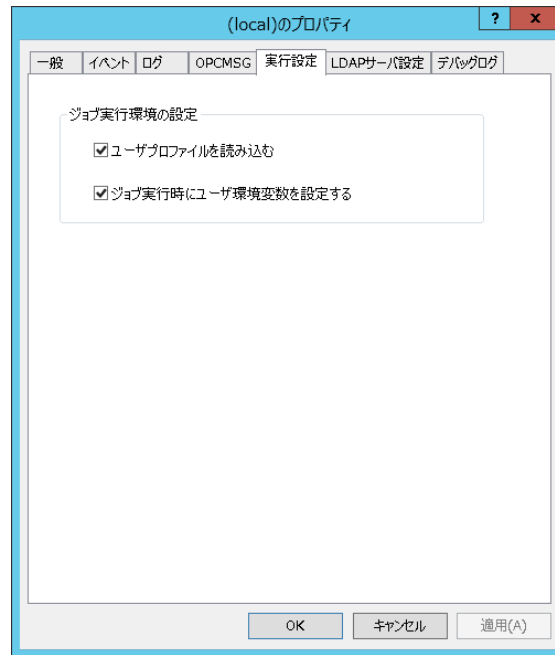 (local)のプロパティ
? x
一般 イベント ログ OPCMSG 実行設定 LDAPサーバ設定 デバッグログ
ジョブ実行環境の設定
ユーザプロファイルを読み込む
ジョブ実行時にユーザ環境変数を設定する
OK キャンセル 適用(A)